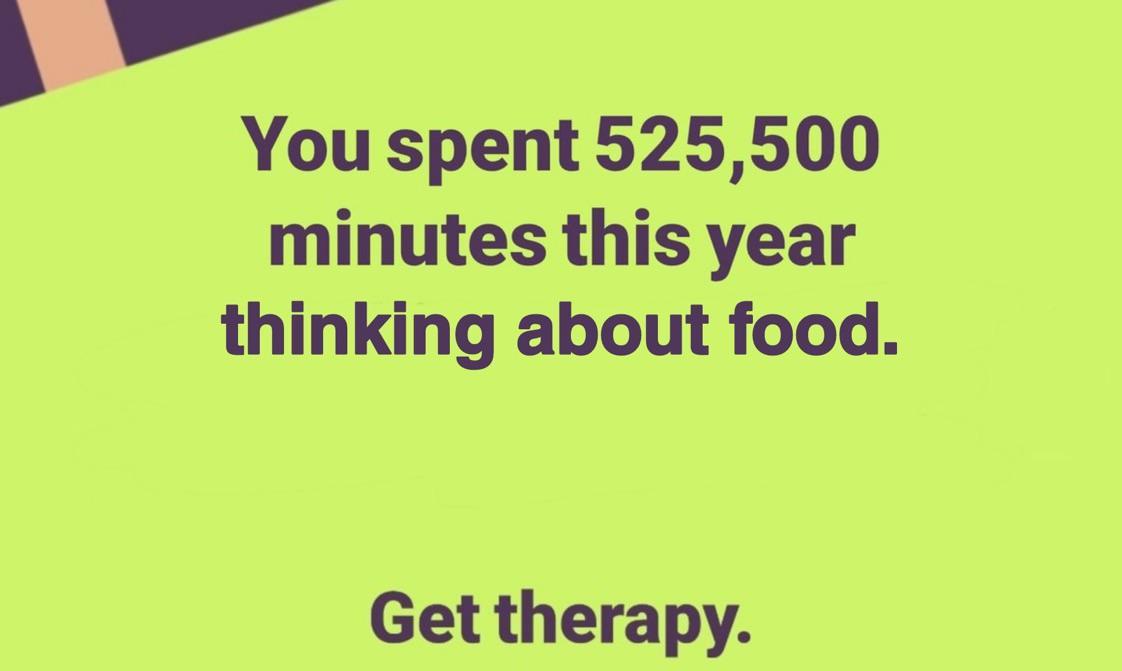 You spent 525,500
minutes this year
thinking about food.
Get therapy.